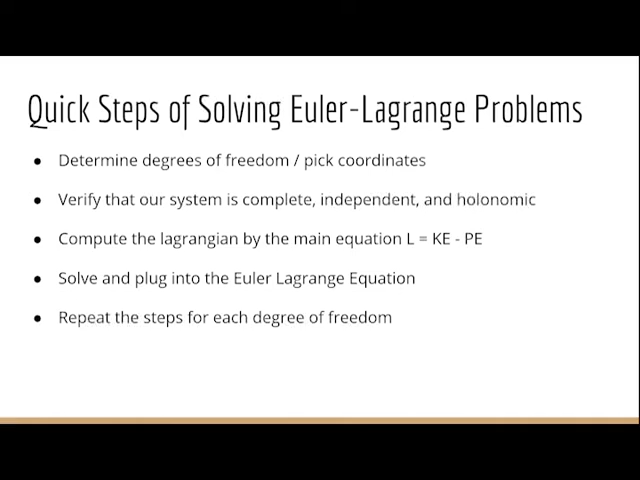 Quick Steps of Solving Euler-Lagrange Problems
● Determine degrees of freedom / pick coordinates
● Verify that our system is complete, independent, and holonomic
● Compute the lagrangian by the main equation L = KE - PE
● Solve and plug into the Euler Lagrange Equation
● Repeat the steps for each degree of freedom